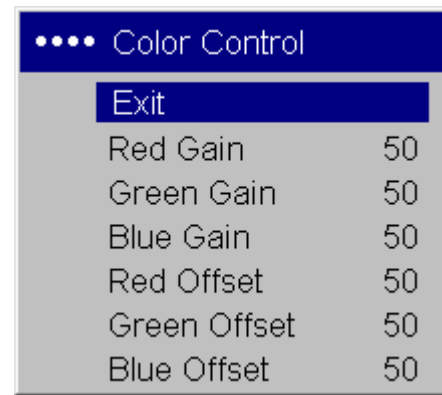 •••• Color Control
Exit
Red Gain 50
Green Gain 50
Blue Gain 50
Red Offset 50
Green Offset 50
Blue Offset 50